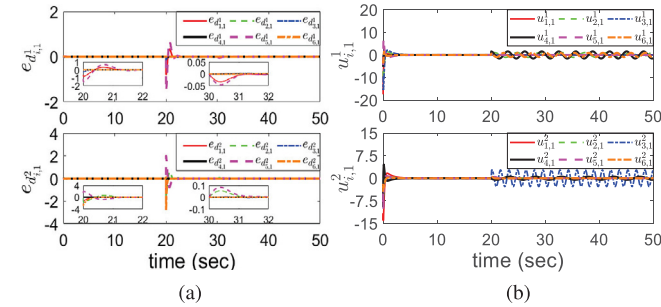 2
0
-2
e_{d^1_{i,1}}
e_{d^1_{1,1}} e_{d^1_{2,1}} e_{d^1_{3,1}}
e_{d^1_{4,1}} e_{d^1_{5,1}} e_{d^1_{6,1}}
1 0 -1 -2
20 21 22
0.05 0 -0.05
30 31 32
0 10 20 30 40 50
4
2
0
-2
-4
e_{d^2_{i,1}}
e_{d^2_{1,1}} e_{d^2_{2,1}} e_{d^2_{3,1}}
e_{d^2_{4,1}} e_{d^2_{5,1}} e_{d^2_{6,1}}
4 2 0 -4
20 21 22
0.1 0 -0.1
30 31 32
0 10 20 30 40 50
time (sec)
(a)
20
10
0
-10
-20
u^1_{i,1}
u^1_{1,1} u^1_{2,1} u^1_{3,1}
u^1_{4,1} u^1_{5,1} u^1_{6,1}
0 10 20 30 40 50
15
7
0
-7
-15
u^2_{i,1}
u^2_{1,1} u^2_{2,1} u^2_{3,1}
u^2_{4,1} u^2_{5,1} u^2_{6,1}
0 10 20 30 40 50
time (sec)
(b)